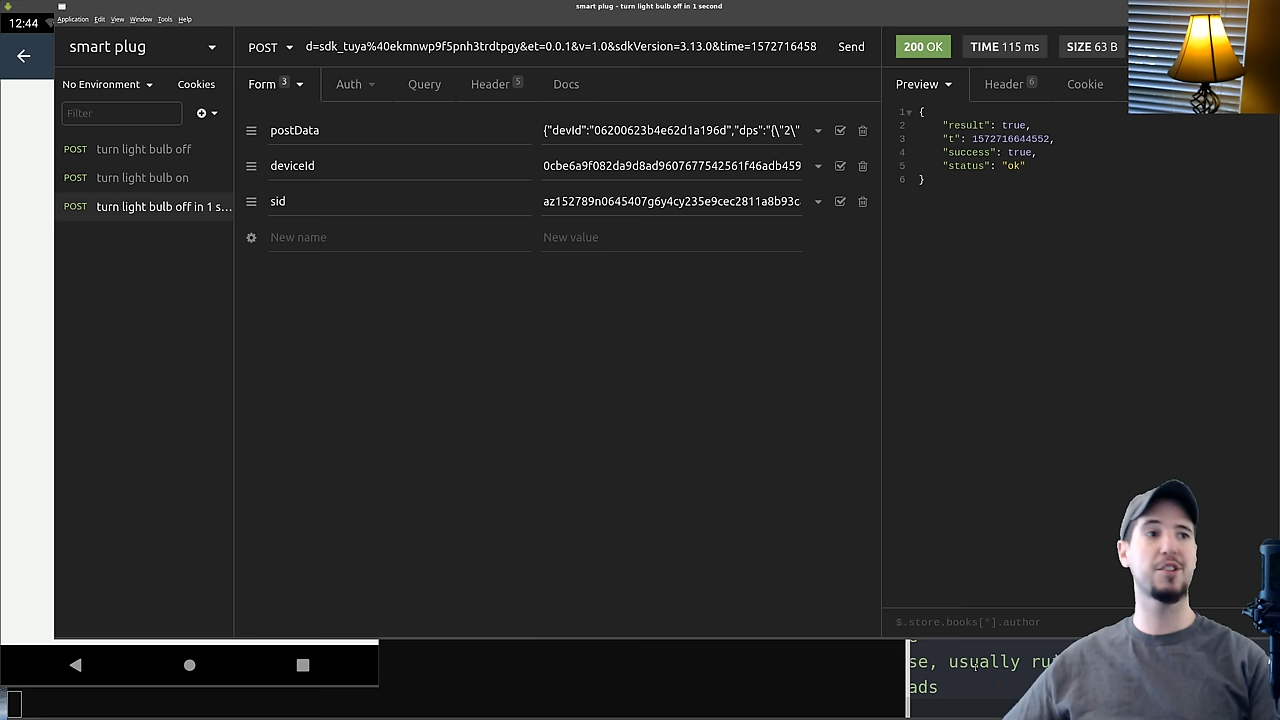 smart plug - turn light bulb off in 1 second
12:44
Application Edit View Window Tools Help
smart plug
POST
d=sdk_tuya%40ekmnwp9f5pnh3trdtpgy&et=0.0.1&v=1.0&sdkVersion=3.13.0&time=1572716458
Send
200 OK
TIME 115 ms
SIZE 63 B
No Environment
Cookies
Form 3
Auth
Query
Header 5
Docs
Preview
Header 6
Cookie
Filter
POST turn light bulb off
POST turn light bulb on
POST turn light bulb off in 1 s...
postData
{"devId":"06200623b4e62d1a196d","dps":"{\"2\"
deviceId
0cbe6a9f082da9d8ad9607677542561f46adb459
sid
az152789n0645407g6y4cy235e9cec2811a8b93c
New name
New value
1 {
2 "result": true,
3 "t": 1572716644552,
4 "success": true,
5 "status": "ok"
6 }
$.store.books[*].author
se, usually
ads